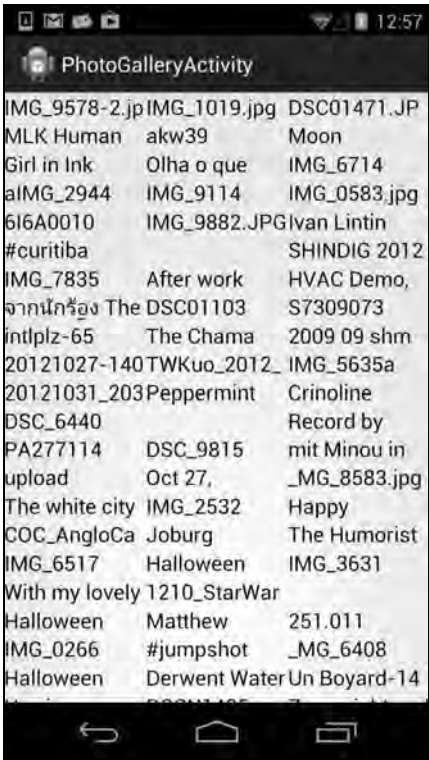 12:57
PhotoGalleryActivity
IMG_9578-2.jp IMG_1019.jpg DSC01471.JP
MLK Human akw39 Moon
Girl in Ink Olha o que IMG_6714
aIMG_2944 IMG_9114 IMG_0583.jpg
6I6A0010 IMG_9882.JPG Ivan Lintin
#curitiba SHINDIG 2012
IMG_7835 After work HVAC Demo,
จากนักร้อง The DSC01103 S7309073
intlplz-65 The Chama 2009 09 shm
20121027-140 TWKuo_2012_ IMG_5635a
20121031_203 Peppermint Crinoline
DSC_6440 Record by
PA277114 DSC_9815 mit Minou in
upload Oct 27, _MG_8583.jpg
The white city IMG_2532 Happy
COC_AngloCa Joburg The Humorist
IMG_6517 Halloween IMG_3631
With my lovely 1210_StarWar
Halloween Matthew 251.011
IMG_0266 #jumpshot _MG_6408
Halloween Derwent Water Un Boyard-14